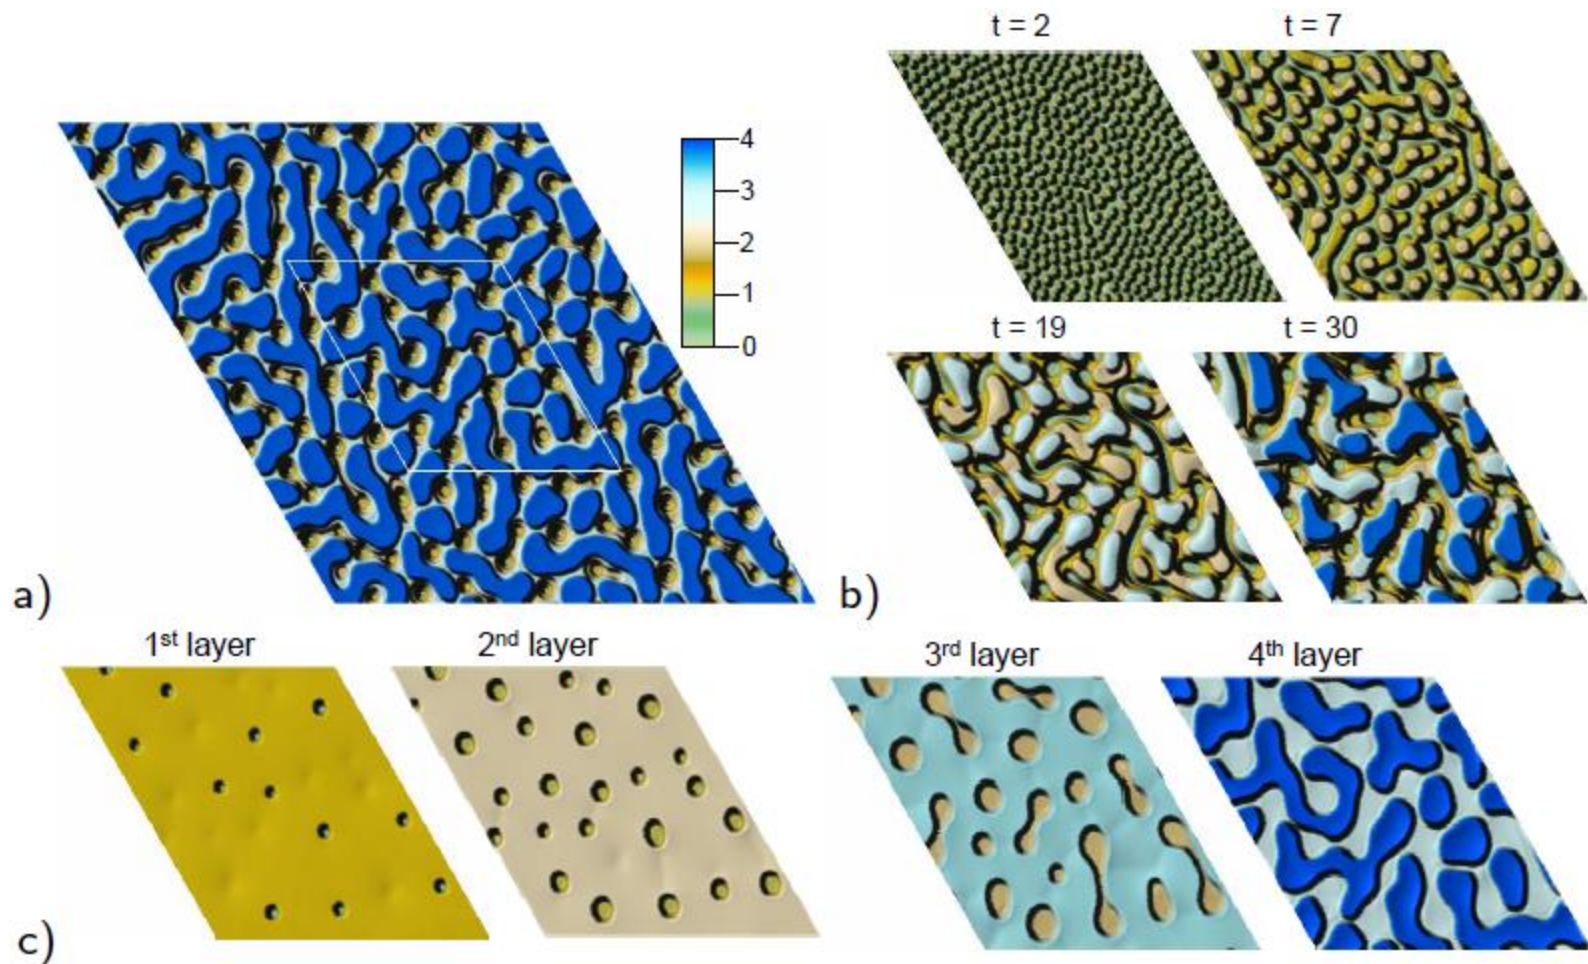 t = 2
t = 7
4
3
2
1
0
t = 19
t = 30
a)
b)
1st layer
2nd layer
3rd layer
4th layer
c)